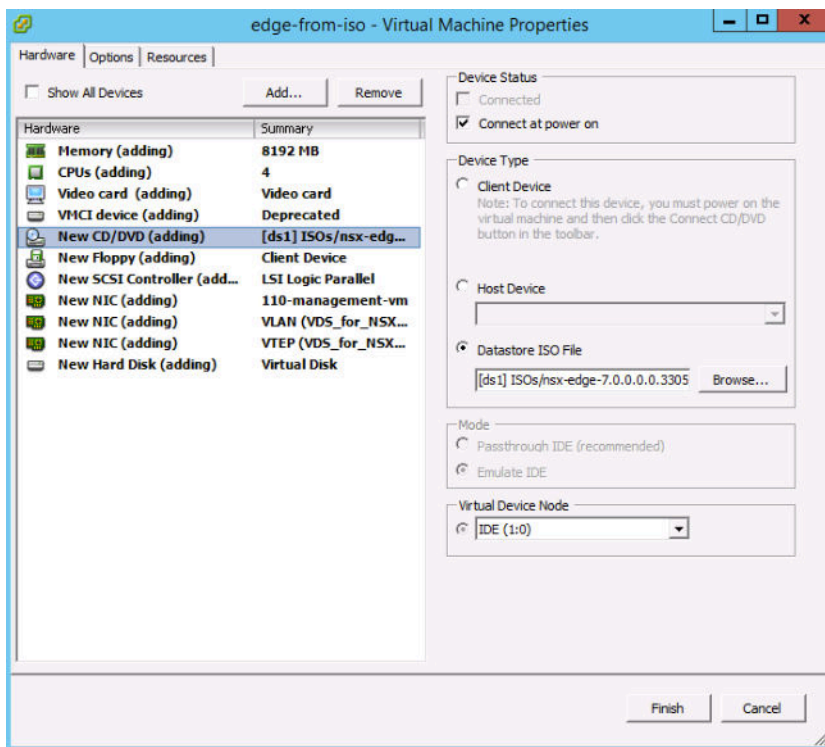 edge-from-iso - Virtual Machine Properties
Hardware Options Resources
Show All Devices
Add...
Remove
Hardware Summary
Memory (adding) 8192 MB
CPUs (adding) 4
Video card (adding) Video card
VMCI device (adding) Deprecated
New CD/DVD (adding) [ds1] ISOs/nsx-edg...
New Floppy (adding) Client Device
New SCSI Controller (add... LSI Logic Parallel
New NIC (adding) 110-management-vm
New NIC (adding) VLAN (VDS_for_NSX...
New NIC (adding) VTEP (VDS_for_NSX...
New Hard Disk (adding) Virtual Disk
Device Status
Connected
Connect at power on
Device Type
Client Device
Note: To connect this device, you must power on the
virtual machine and then click the Connect CD/DVD
button in the toolbar.
Host Device
Datastore ISO File
[ds1] ISOs/nsx-edge-7.0.0.0.0.3305
Browse...
Mode
Passthrough IDE (recommended)
Emulate IDE
Virtual Device Node
IDE (1:0)
Finish
Cancel